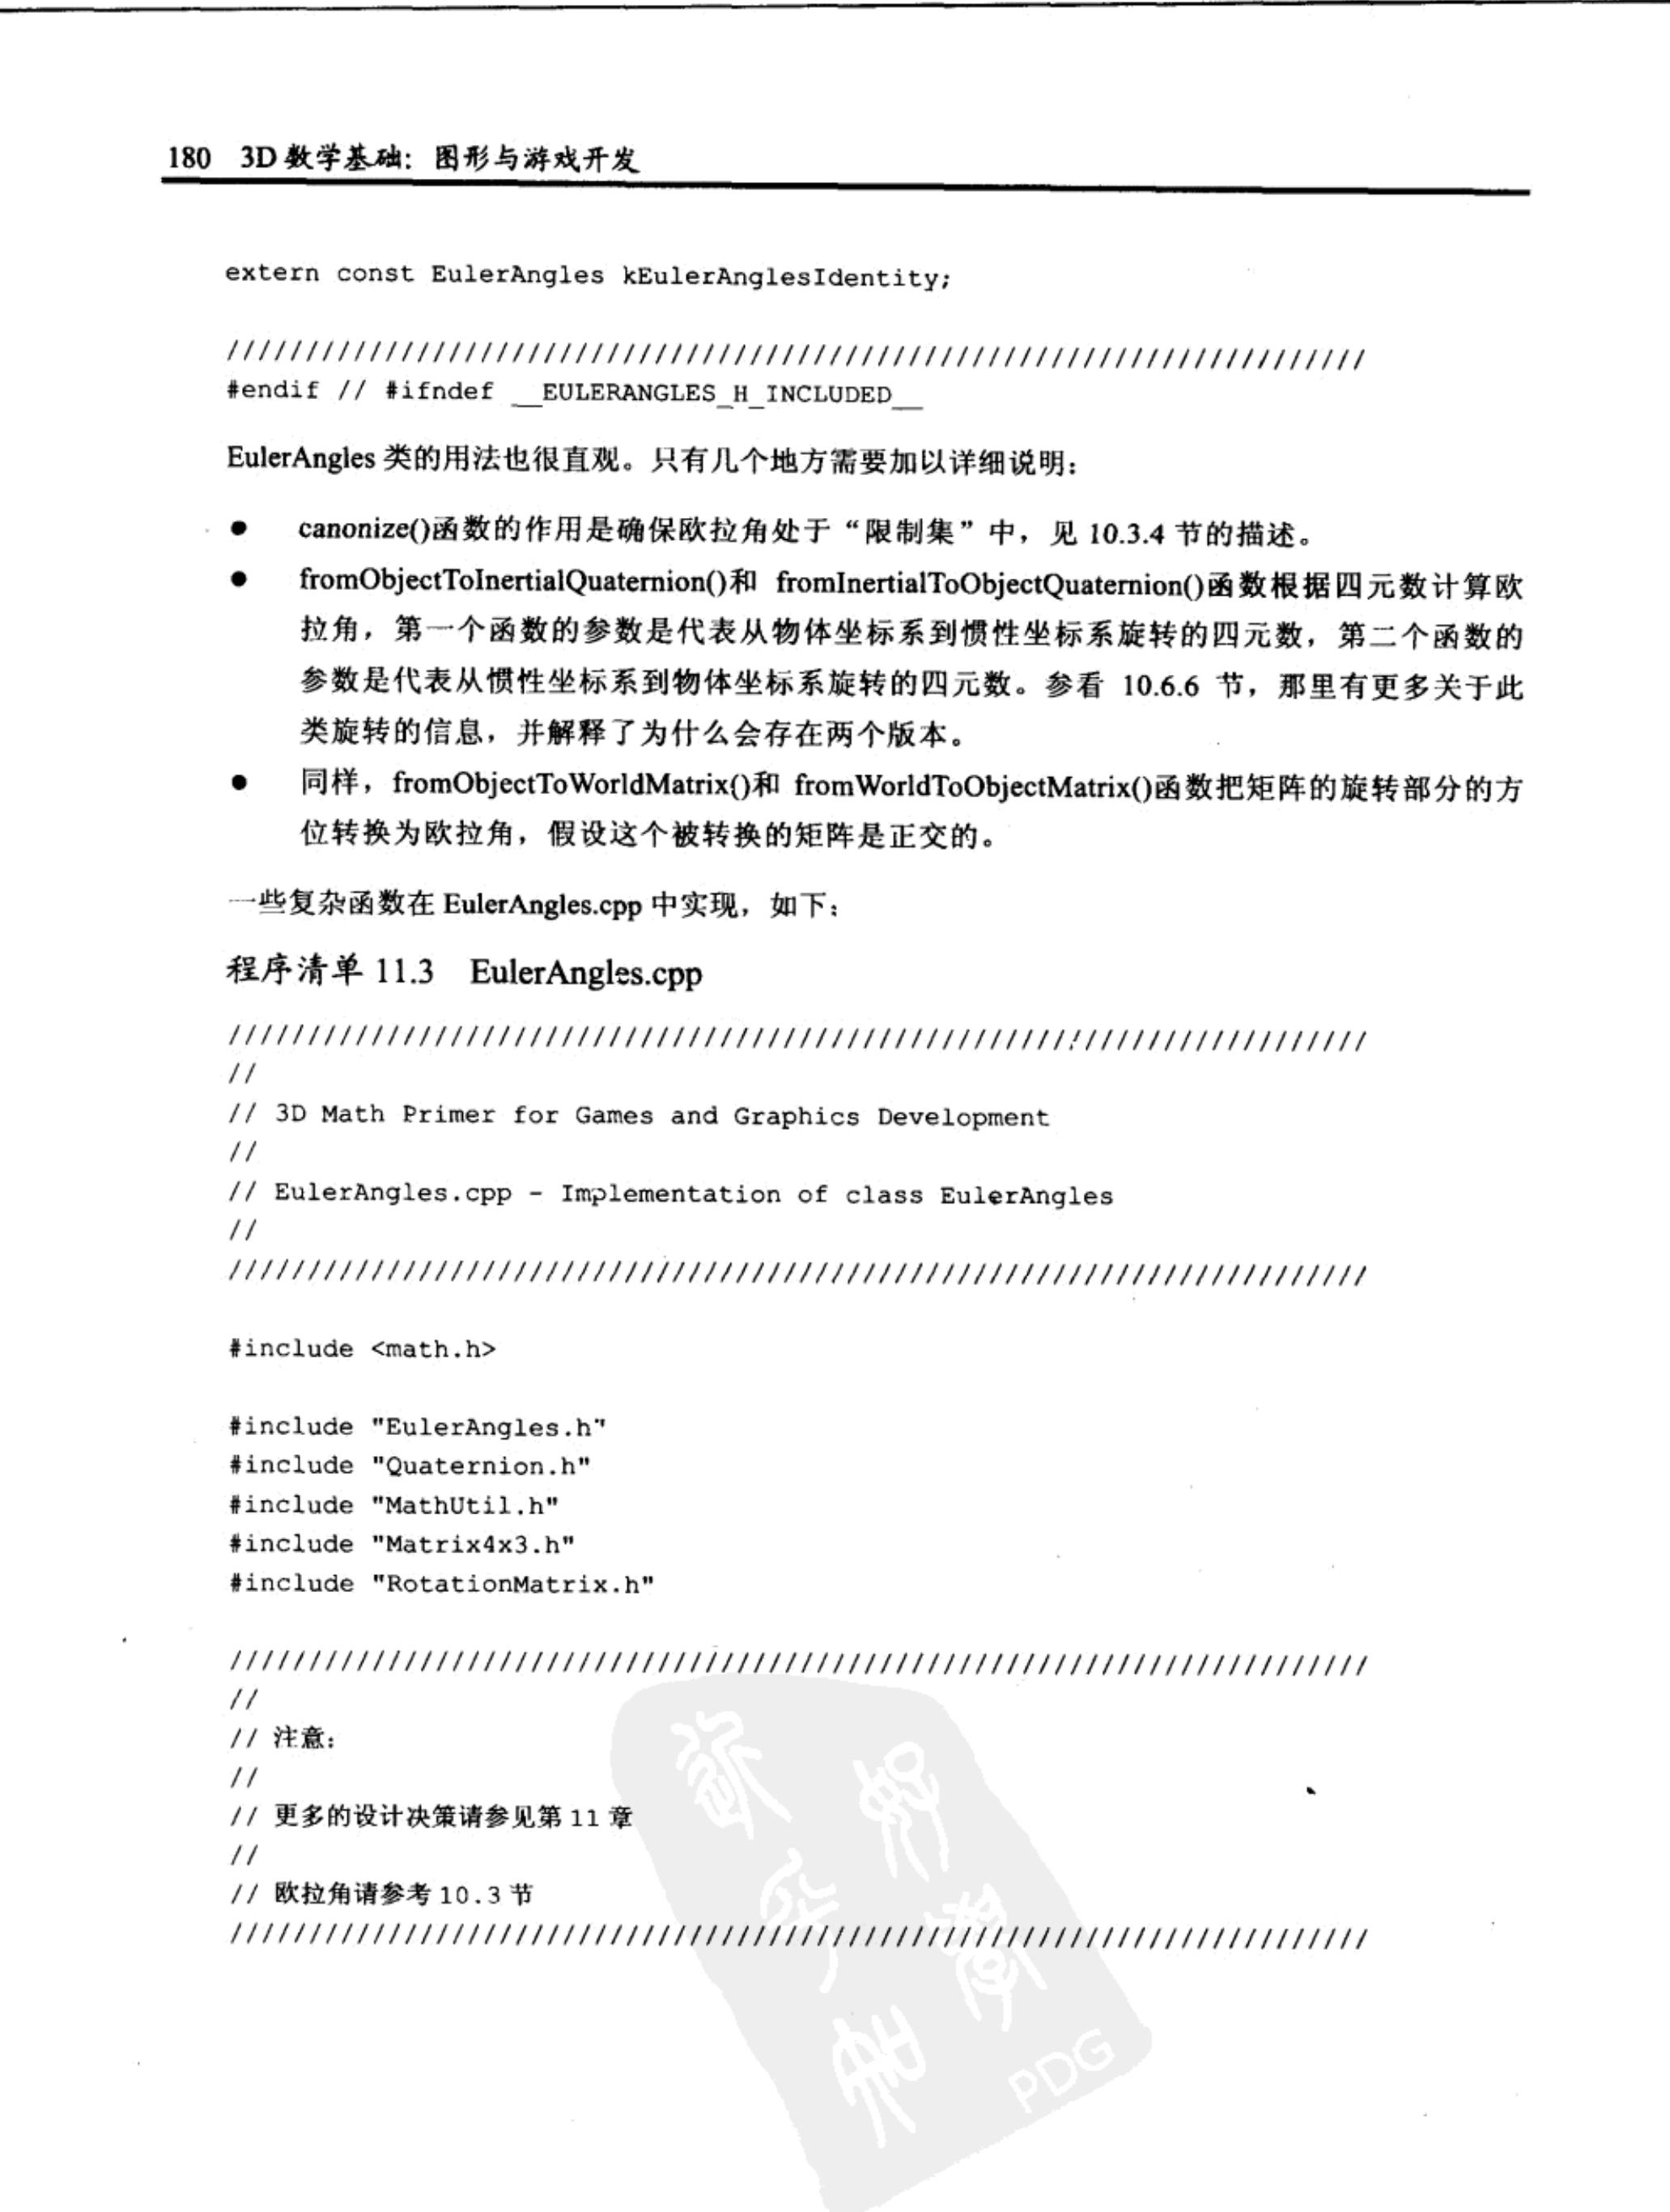 180 3D 数学基础：图形与游戏开发
extern const EulerAngles kEulerAnglesIdentity;
////////////////////////////////////////////////////////////////////////
#endif // #ifndef __EULERANGLES_H_INCLUDED__
EulerAngles 类的用法也很直观。只有几个地方需要加以详细说明：
● canonize()函数的作用是确保欧拉角处于“限制集”中，见 10.3.4 节的描述。
● fromObjectToInertialQuaternion()和 fromInertialToObjectQuaternion()函数根据四元数计算欧
拉角，第一个函数的参数是代表从物体坐标系到惯性坐标系旋转的四元数，第二个函数的
参数是代表从惯性坐标系到物体坐标系旋转的四元数。参看 10.6.6 节，那里有更多关于此
类旋转的信息，并解释了为什么会存在两个版本。
● 同样，fromObjectToWorldMatrix()和 fromWorldToObjectMatrix()函数把矩阵的旋转部分的方
位转换为欧拉角，假设这个被转换的矩阵是正交的。
一些复杂函数在 EulerAngles.cpp 中实现，如下：
程序清单 11.3 EulerAngles.cpp
////////////////////////////////////////////////////////////////////////
//
// 3D Math Primer for Games and Graphics Development
//
// EulerAngles.cpp - Implementation of class EulerAngles
//
////////////////////////////////////////////////////////////////////////
#include <math.h>
#include "EulerAngles.h"
#include "Quaternion.h"
#include "MathUtil.h"
#include "Matrix4x3.h"
#include "RotationMatrix.h"
////////////////////////////////////////////////////////////////////////
//
// 注意：
//
// 更多的设计决策请参见第 11 章
//
// 欧拉角请参考 10.3 节
////////////////////////////////////////////////////////////////////////
PDG